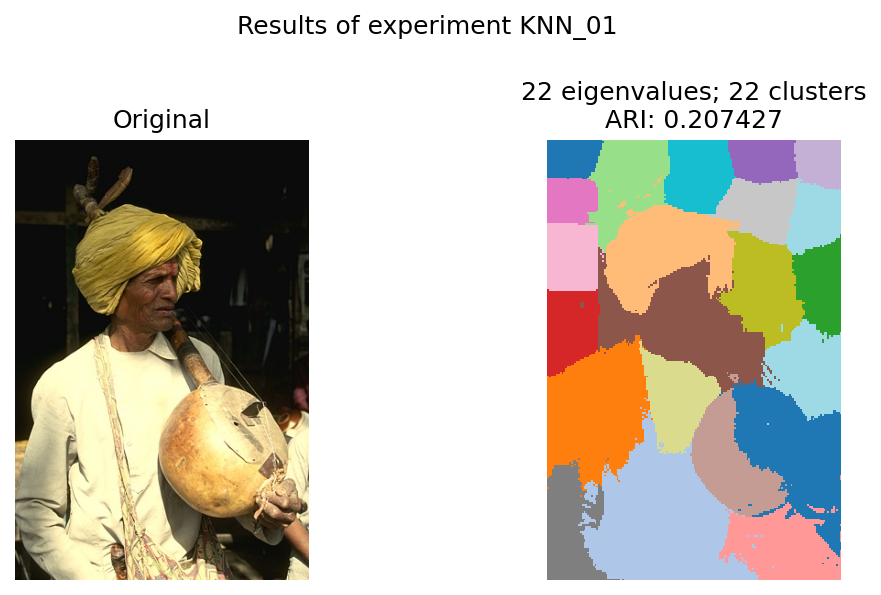 Results of experiment KNN_01
Original
22 eigenvalues; 22 clusters
ARI: 0.207427